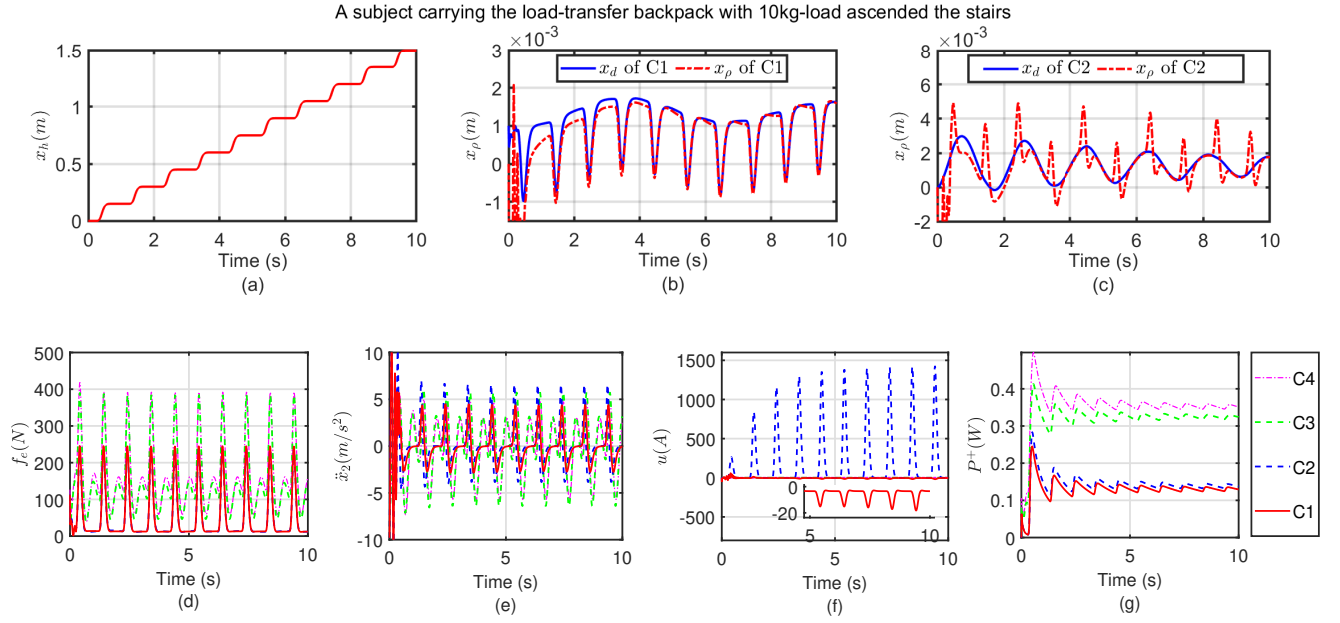 A subject carrying the load-transfer backpack with 10kg-load ascended the stairs
1.5
1
0.5
0
0 2 4 6 8 10
x_h(m)
Time (s)
(a)
×10^-3
3
2
1
0
-1
0 2 4 6 8 10
x_ρ(m)
x_d of C1 x_ρ of C1
Time (s)
(b)
×10^-3
8
6
4
2
0
-2
0 2 4 6 8 10
x_ρ(m)
x_d of C2 x_ρ of C2
Time (s)
(c)
500
400
300
200
100
0
0 5 10
f_e(N)
Time (s)
(d)
10
5
0
-5
-10
0 5 10
ẍ_2(m/s^2)
Time (s)
(e)
1500
1000
500
0
-500
0 5 10
u(A)
0
-20
5 10
Time (s)
(f)
0.4
0.3
0.2
0.1
0
0 5 10
P^+(W)
Time (s)
(g)
C4
C3
C2
C1